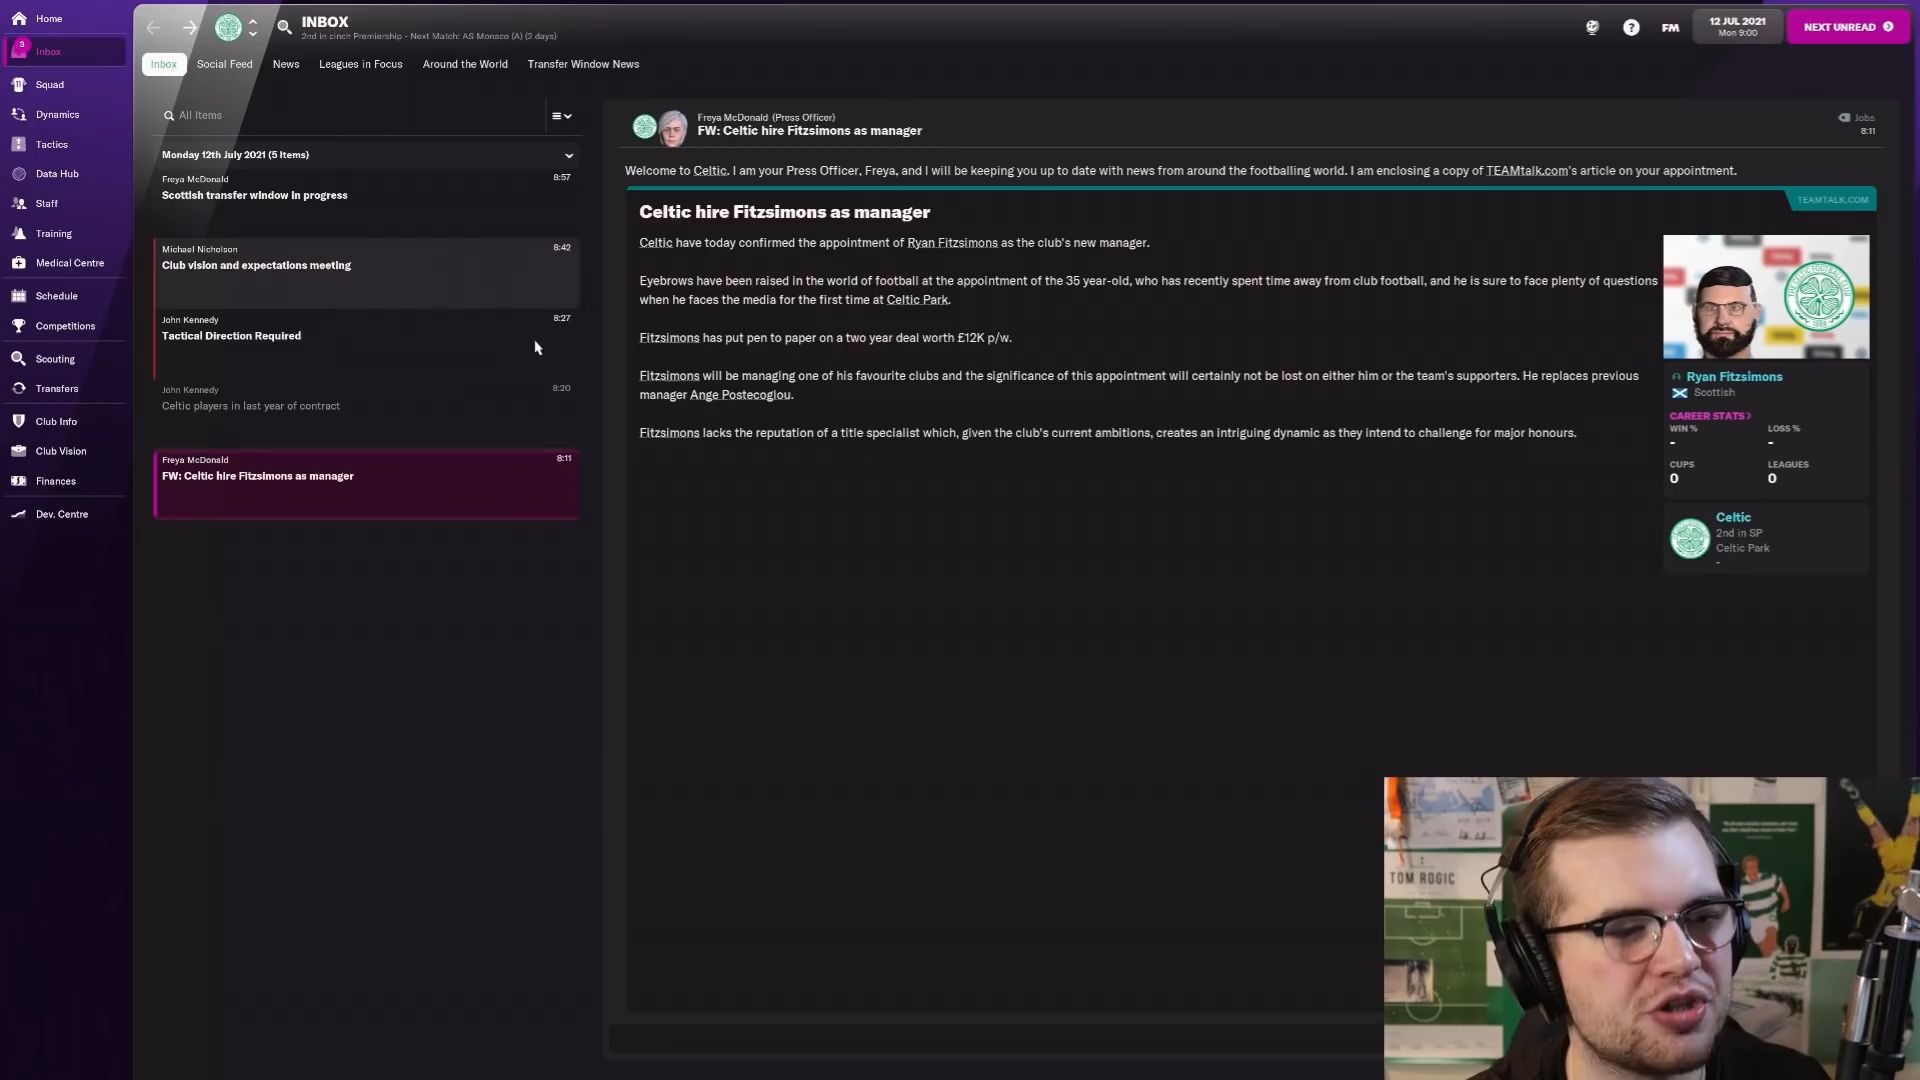 Home
3
Inbox
Squad
Dynamics
Tactics
Data Hub
Staff
Training
Medical Centre
Schedule
Competitions
Scouting
Transfers
Club Info
Club Vision
Finances
Dev. Centre
INBOX
2nd in cinch Premiership - Next Match: AS Monaco (A) (2 days)
FM
12 JUL 2021
Mon 9:00
NEXT UNREAD
Inbox
Social Feed
News
Leagues in Focus
Around the World
Transfer Window News
All Items
Monday 12th July 2021 (5 Items)
Freya McDonald 8:57
Scottish transfer window in progress
Michael Nicholson 8:42
Club vision and expectations meeting
John Kennedy 8:27
Tactical Direction Required
John Kennedy 8:20
Celtic players in last year of contract
Freya McDonald 8:11
FW: Celtic hire Fitzsimons as manager
Freya McDonald (Press Officer)
FW: Celtic hire Fitzsimons as manager
Jobs
8:11
Welcome to Celtic. I am your Press Officer, Freya, and I will be keeping you up to date with news from around the footballing world. I am enclosing a copy of TEAMtalk.com's article on your appointment.
TEAMTALK.COM
Celtic hire Fitzsimons as manager
Celtic have today confirmed the appointment of Ryan Fitzsimons as the club's new manager.
Eyebrows have been raised in the world of football at the appointment of the 35 year-old, who has recently spent time away from club football, and he is sure to face plenty of questions
when he faces the media for the first time at Celtic Park.
Fitzsimons has put pen to paper on a two year deal worth £12K p/w.
Fitzsimons will be managing one of his favourite clubs and the significance of this appointment will certainly not be lost on either him or the team's supporters. He replaces previous
manager Ange Postecoglou.
Fitzsimons lacks the reputation of a title specialist which, given the club's current ambitions, creates an intriguing dynamic as they intend to challenge for major honours.
Ryan Fitzsimons
Scottish
CAREER STATS>
WIN % LOSS %
- -
CUPS LEAGUES
0 0
Celtic
2nd in SP
Celtic Park
-
TOM ROGIC